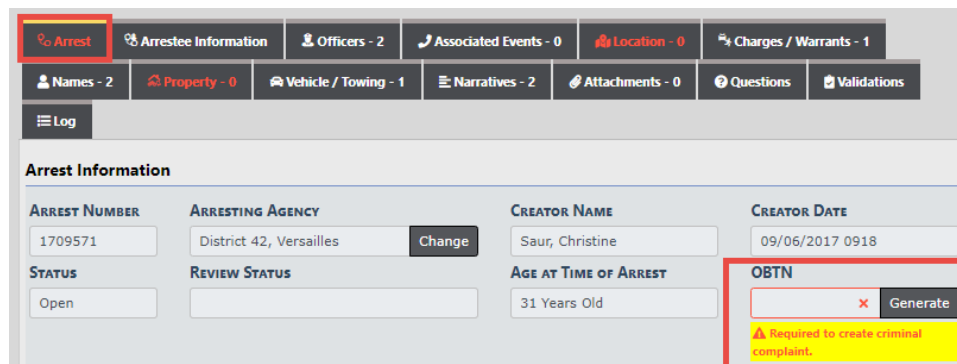 Arrest Arrestee Information Officers - 2 Associated Events - 0 Location - 0 Charges / Warrants - 1
Names - 2 Property - 0 Vehicle / Towing - 1 Narratives - 2 Attachments - 0 Questions Validations
Log
Arrest Information
ARREST NUMBER ARRESTING AGENCY CREATOR NAME CREATOR DATE
1709571 District 42, Versailles Change Saur, Christine 09/06/2017 0918
STATUS REVIEW STATUS AGE AT TIME OF ARREST OBTN
Open 31 Years Old Generate
Required to create criminal
complaint.